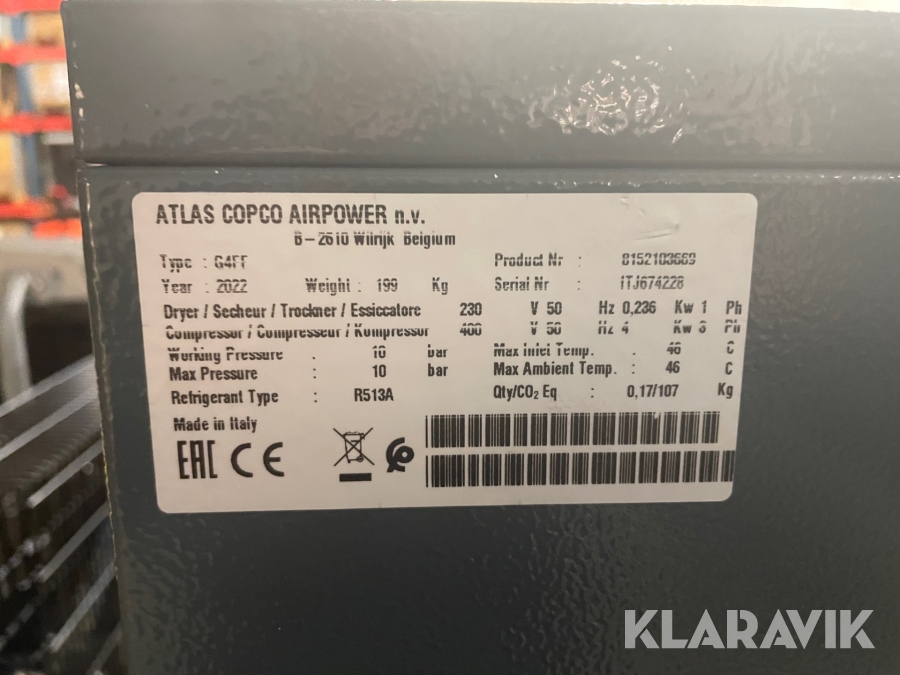 ATLAS COPCO AIRPOWER n.v.
B-2610 Wilrijk Belgium
Type : G4FF Product Nr : 8152103669
Year : 2022 Weight : 199 Kg Serial Nr : ITJ674228
Dryer / Secheur / Trockner / Essiccatore 230 V 50 Hz 0,236 Kw 1 Ph
Compressor / Compresseur / Kompressor 400 V 50 Hz 4 Kw 3 Ph
Working Pressure : 10 bar Max Inlet Temp. : 46 C
Max Pressure : 10 bar Max Ambient Temp. : 46 C
Refrigerant Type : R513A Qty/CO₂ Eq : 0,17/107 Kg
Made in Italy
EAC CE
KLARAVIK